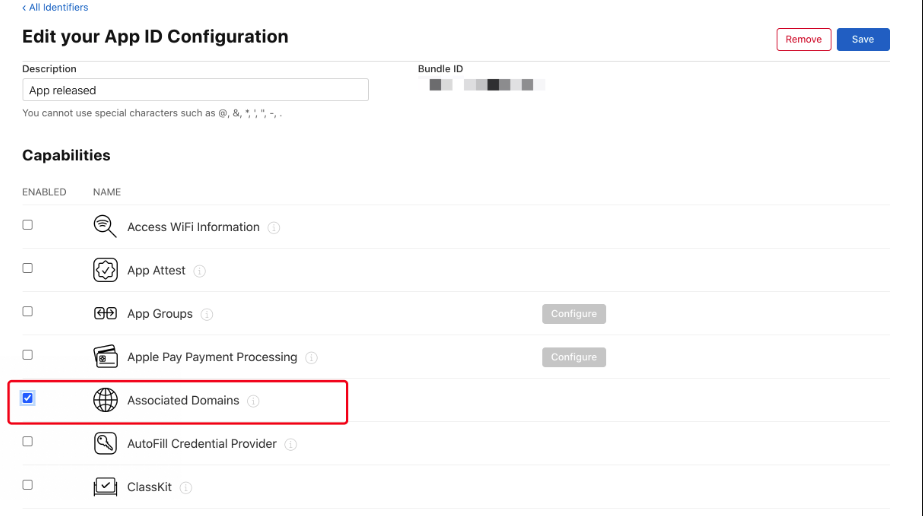 ‹ All Identifiers
Edit your App ID Configuration
Remove
Save
Description
Bundle ID
App released
You cannot use special characters such as @, &, *, ', ", -, .
Capabilities
ENABLED NAME
Access WiFi Information
App Attest
App Groups Configure
Apple Pay Payment Processing Configure
Associated Domains
AutoFill Credential Provider
ClassKit